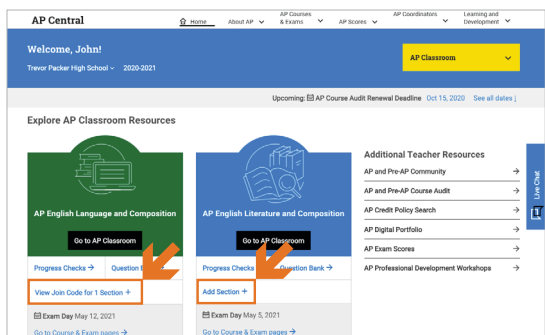 AP Central
Home
About AP
AP Courses
& Exams
AP Scores
AP Coordinators
Learning and
Development
Welcome, John!
Trevor Packer High School
2020-2021
AP Classroom
Upcoming: AP Course Audit Renewal Deadline Oct 15, 2020 See all dates
Explore AP Classroom Resources
AP English Language and Composition
Go to AP Classroom
Progress Checks → Question
View Join Code for 1 Section +
Exam Day May 12, 2021
Go to Course & Exam pages →
AP English Literature and Composition
Go to AP Classroom
Progress Checks Question Bank →
Add Section +
Exam Day May 5, 2021
Go to Course & Exam pages →
Additional Teacher Resources
AP and Pre-AP Community →
AP and Pre-AP Course Audit →
AP Credit Policy Search →
AP Digital Portfolio →
AP Exam Scores →
AP Professional Development Workshops →
Live Chat